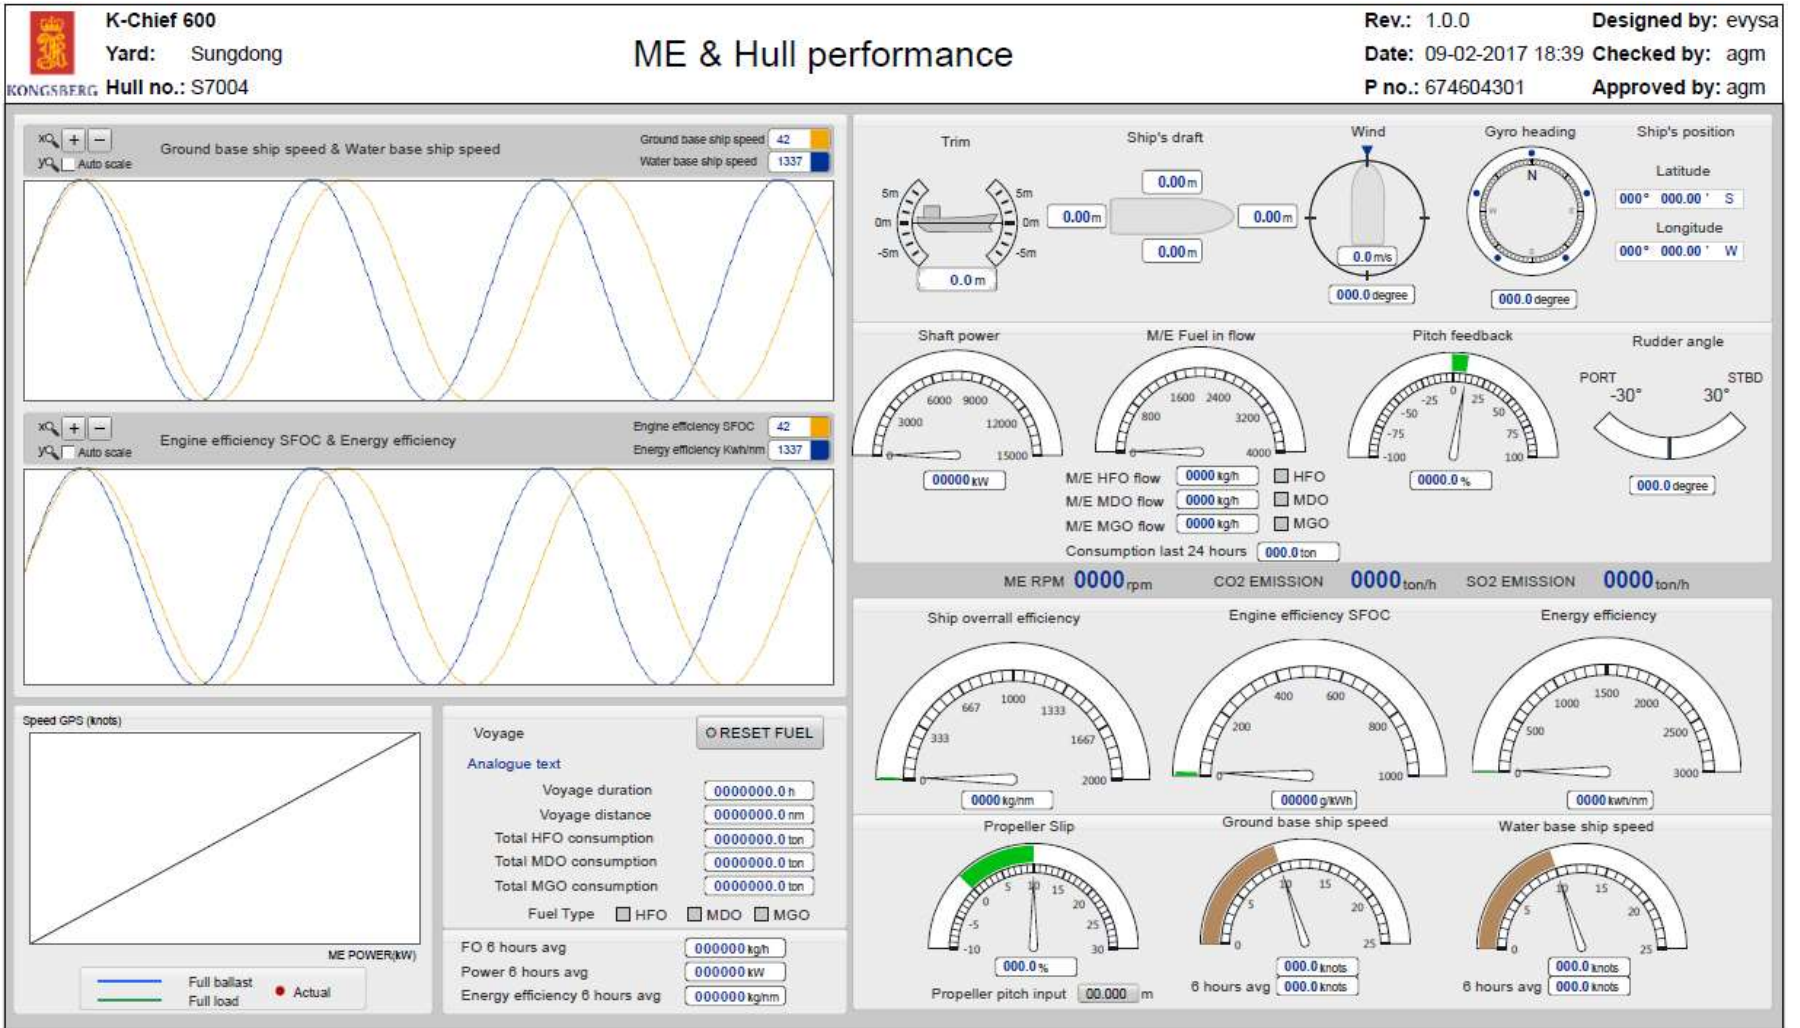 K-Chief 600
Yard: Sungdong
KONGSBERG Hull no.: S7004
ME & Hull performance
Rev.: 1.0.0 Designed by: evysa
Date: 09-02-2017 18:39 Checked by: agm
P no.: 674604301 Approved by: agm
x + −
y Auto scale
Ground base ship speed & Water base ship speed
Ground base ship speed 42
Water base ship speed 1337
x + −
y Auto scale
Engine efficiency SFOC & Energy efficiency
Engine efficiency SFOC 42
Energy efficiency Kwh/nm 1337
Speed GPS (knots)
ME POWER(kW)
Full ballast
Full load
Actual
Voyage
RESET FUEL
Analogue text
Voyage duration 0000000.0 h
Voyage distance 0000000.0 nm
Total HFO consumption 0000000.0 ton
Total MDO consumption 0000000.0 ton
Total MGO consumption 0000000.0 ton
Fuel Type HFO MDO MGO
FO 6 hours avg 000000 kg/h
Power 6 hours avg 000000 kW
Energy efficiency 6 hours avg 000000 kg/nm
Trim
5m 5m
0m 0m
-5m -5m
0.0 m
Ship's draft
0.00 m
0.00 m 0.00 m
0.00 m
Wind
0.0 m/s
000.0 degree
Gyro heading
N
W E
S
000.0 degree
Ship's position
Latitude
000° 000.00 ' S
Longitude
000° 000.00 ' W
Shaft power
0 3000 6000 9000 12000 15000
00000 kW
M/E Fuel in flow
0 800 1600 2400 3200 4000
M/E HFO flow 0000 kg/h HFO
M/E MDO flow 0000 kg/h MDO
M/E MGO flow 0000 kg/h MGO
Consumption last 24 hours 000.0 ton
Pitch feedback
-100 -75 -50 -25 0 25 50 75 100
0000.0 %
Rudder angle
PORT STBD
-30° 30°
000.0 degree
ME RPM 0000 rpm CO2 EMISSION 0000 ton/h SO2 EMISSION 0000 ton/h
Ship overrall efficiency
0 333 667 1000 1333 1667 2000
0000 kg/nm
Engine efficiency SFOC
0 200 400 600 800 1000
00000 g/kWh
Energy efficiency
0 500 1000 1500 2000 2500 3000
0000 kwh/nm
Propeller Slip
-10 -5 0 5 10 15 20 25 30
000.0 %
Propeller pitch input 00.000 m
Ground base ship speed
0 5 10 15 20 25
000.0 knots
6 hours avg 000.0 knots
Water base ship speed
0 5 10 15 20 25
000.0 knots
6 hours avg 000.0 knots